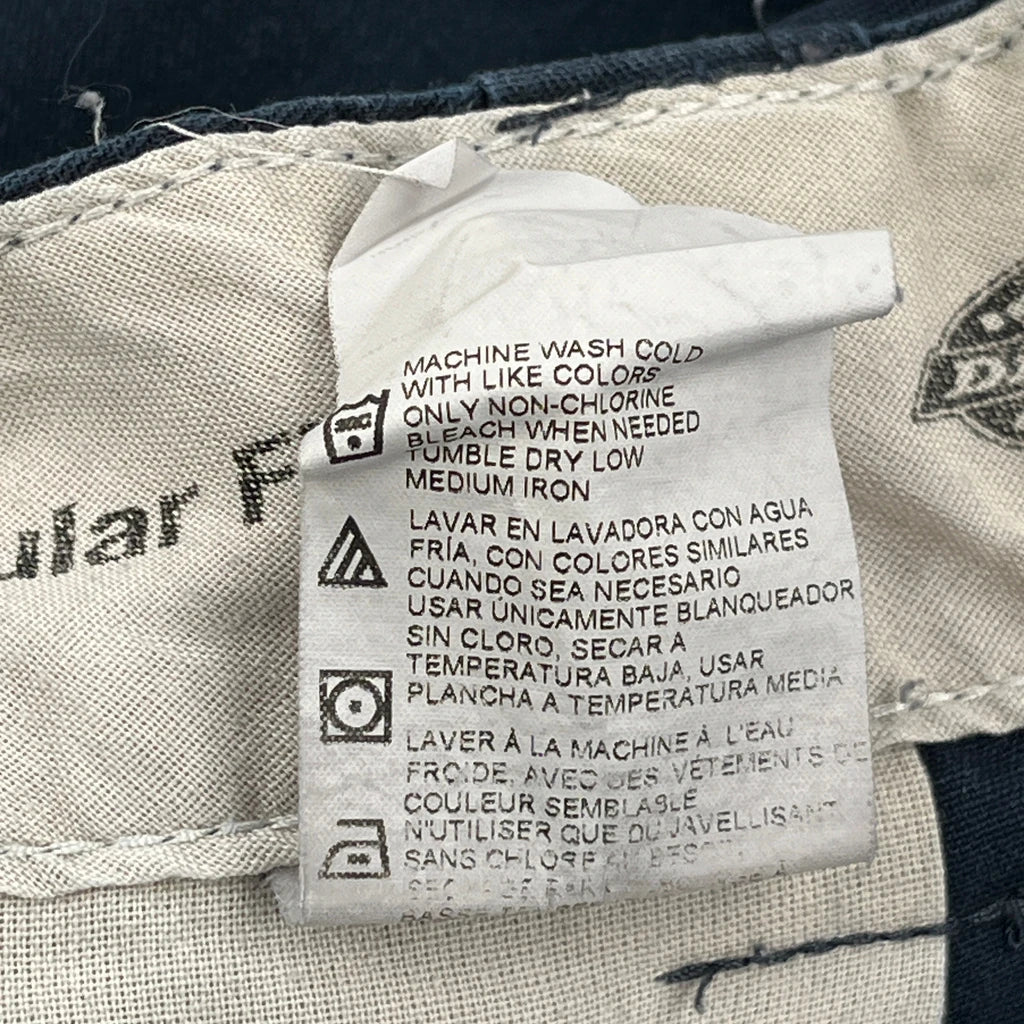 MACHINE WASH COLD
WITH LIKE COLORS
ONLY NON-CHLORINE
BLEACH WHEN NEEDED
TUMBLE DRY LOW
MEDIUM IRON
LAVAR EN LAVADORA CON AGUA
FRÍA, CON COLORES SIMILARES
CUANDO SEA NECESARIO
USAR ÚNICAMENTE BLANQUEADOR
SIN CLORO, SECAR A
TEMPERATURA BAJA, USAR
PLANCHA A TEMPERATURA MEDIA
LAVER À LA MACHINE À L'EAU
FROIDE, AVEC DES VÊTEMENTS DE
COULEUR SEMBLABLE
N'UTILISER QUE DU JAVELLISANT
SANS CHLORE AU
ular F